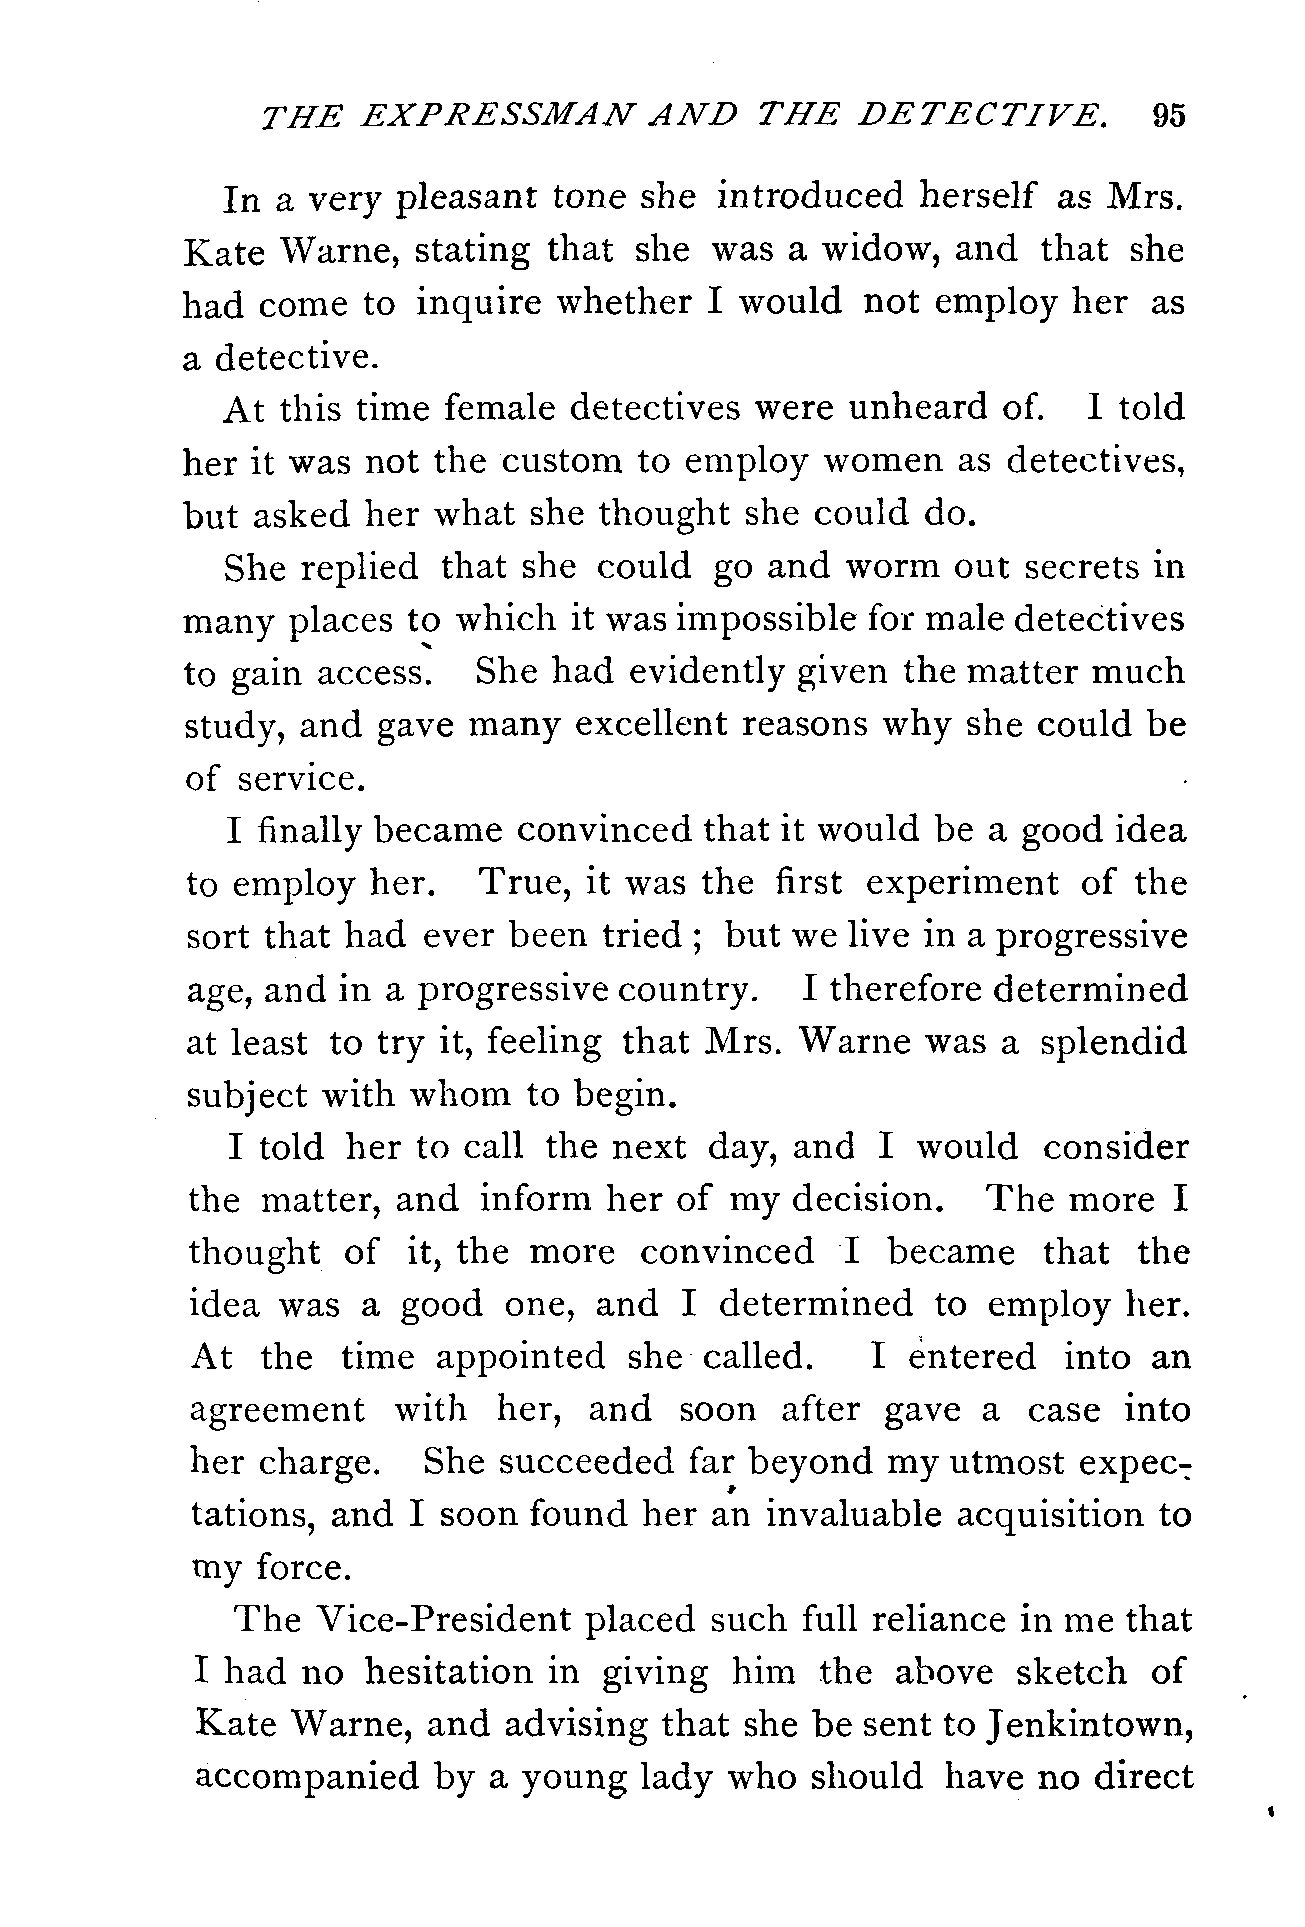 THE EXPRESSMAN AND THE DETECTIVE. 95
In a very pleasant tone she introduced herself as Mrs.
Kate Warne, stating that she was a widow, and that she
had come to inquire whether I would not employ her as
a detective.
At this time female detectives were unheard of. I told
her it was not the custom to employ women as detectives,
but asked her what she thought she could do.
She replied that she could go and worm out secrets in
many places to which it was impossible for male detectives
to gain access. She had evidently given the matter much
study, and gave many excellent reasons why she could be
of service.
I finally became convinced that it would be a good idea
to employ her. True, it was the first experiment of the
sort that had ever been tried ; but we live in a progressive
age, and in a progressive country. I therefore determined
at least to try it, feeling that Mrs. Warne was a splendid
subject with whom to begin.
I told her to call the next day, and I would consider
the matter, and inform her of my decision. The more I
thought of it, the more convinced I became that the
idea was a good one, and I determined to employ her.
At the time appointed she called. I entered into an
agreement with her, and soon after gave a case into
her charge. She succeeded far beyond my utmost expec-
tations, and I soon found her an invaluable acquisition to
my force.
The Vice-President placed such full reliance in me that
I had no hesitation in giving him the above sketch of
Kate Warne, and advising that she be sent to Jenkintown,
accompanied by a young lady who should have no direct